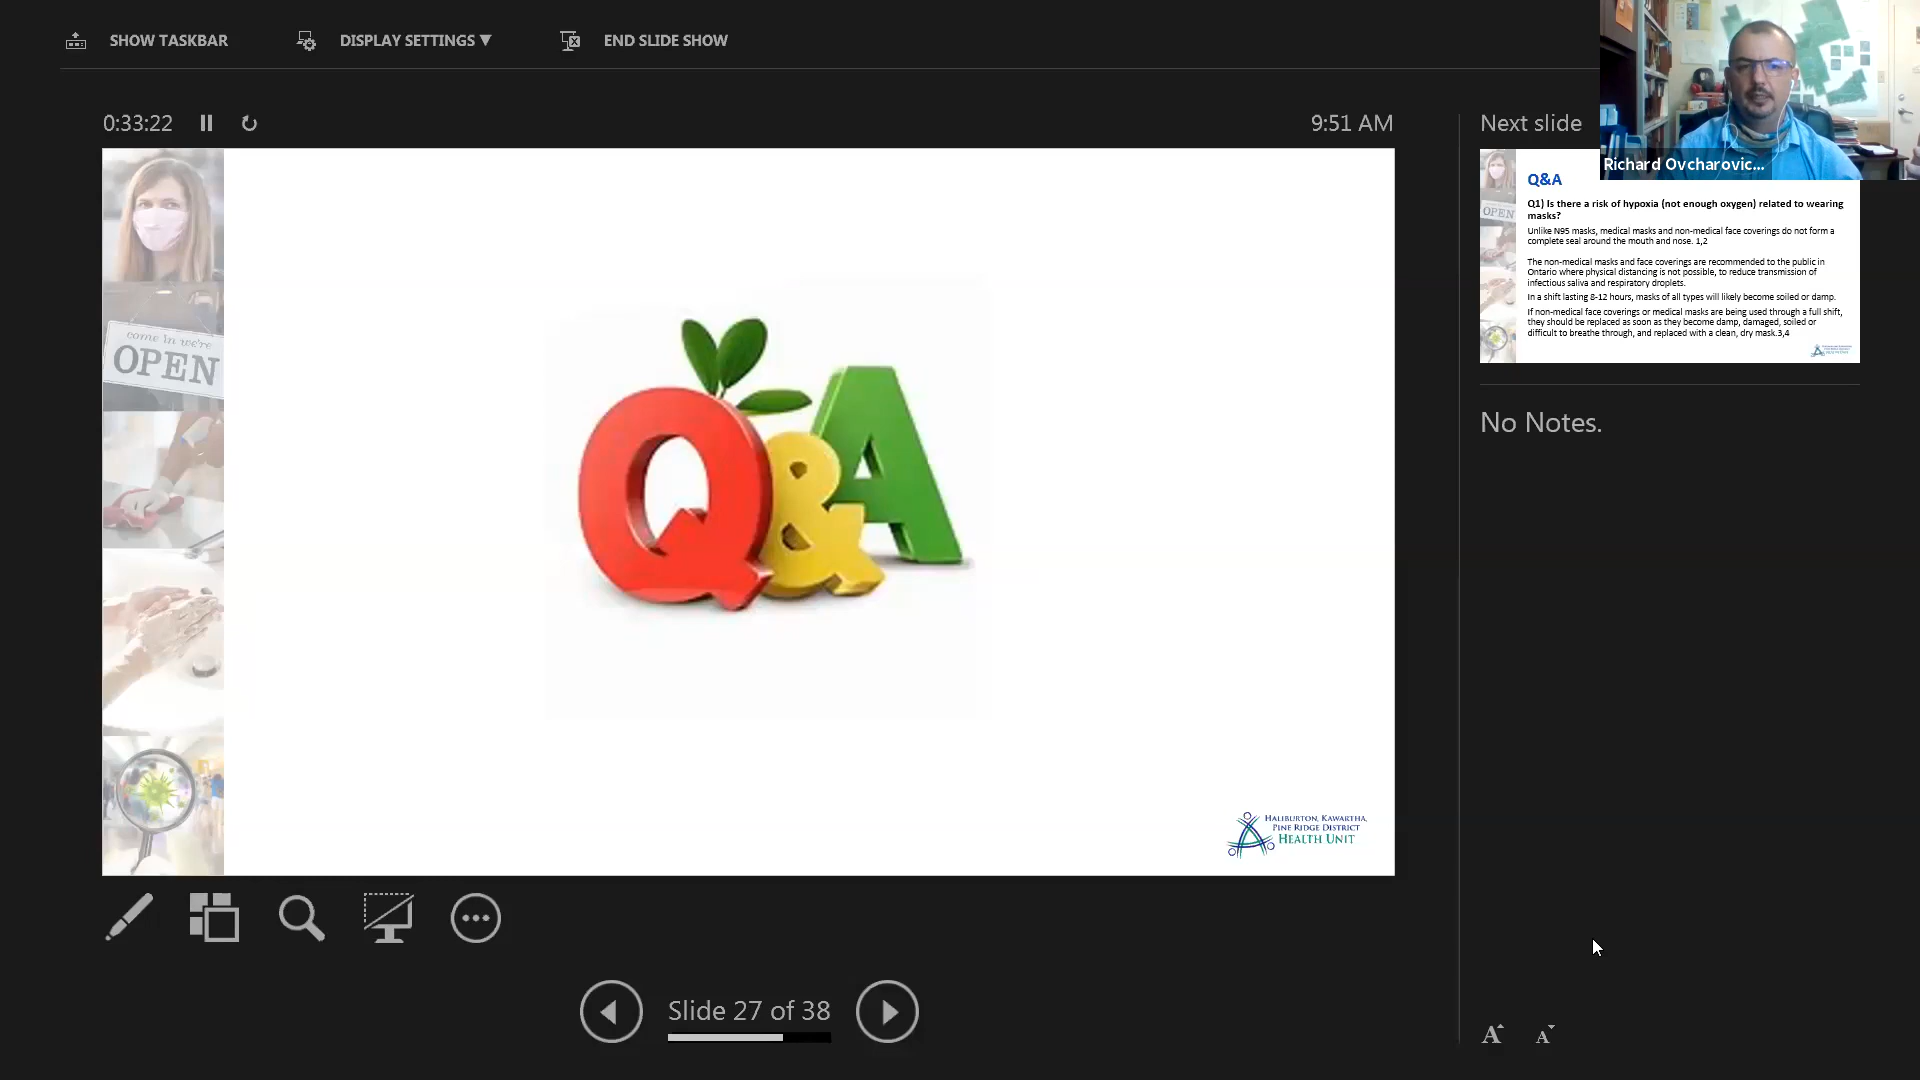 SHOW TASKBAR
DISPLAY SETTINGS ▼
END SLIDE SHOW
0:33:22
9:51 AM
Next slide
Richard Ovcharovic...
come in we're
OPEN
Q&A
HALIBURTON, KAWARTHA,
PINE RIDGE DISTRICT
HEALTH UNIT
OPEN
Q&A
Q1) Is there a risk of hypoxia (not enough oxygen) related to wearing
masks?
Unlike N95 masks, medical masks and non-medical face coverings do not form a
complete seal around the mouth and nose. 1,2
The non-medical masks and face coverings are recommended to the public in
Ontario where physical distancing is not possible, to reduce transmission of
infectious saliva and respiratory droplets.
In a shift lasting 8-12 hours, masks of all types will likely become soiled or damp.
If non-medical face coverings or medical masks are being used through a full shift,
they should be replaced as soon as they become damp, damaged, soiled or
difficult to breathe through, and replaced with a clean, dry mask.3,4
No Notes.
Slide 27 of 38
A A